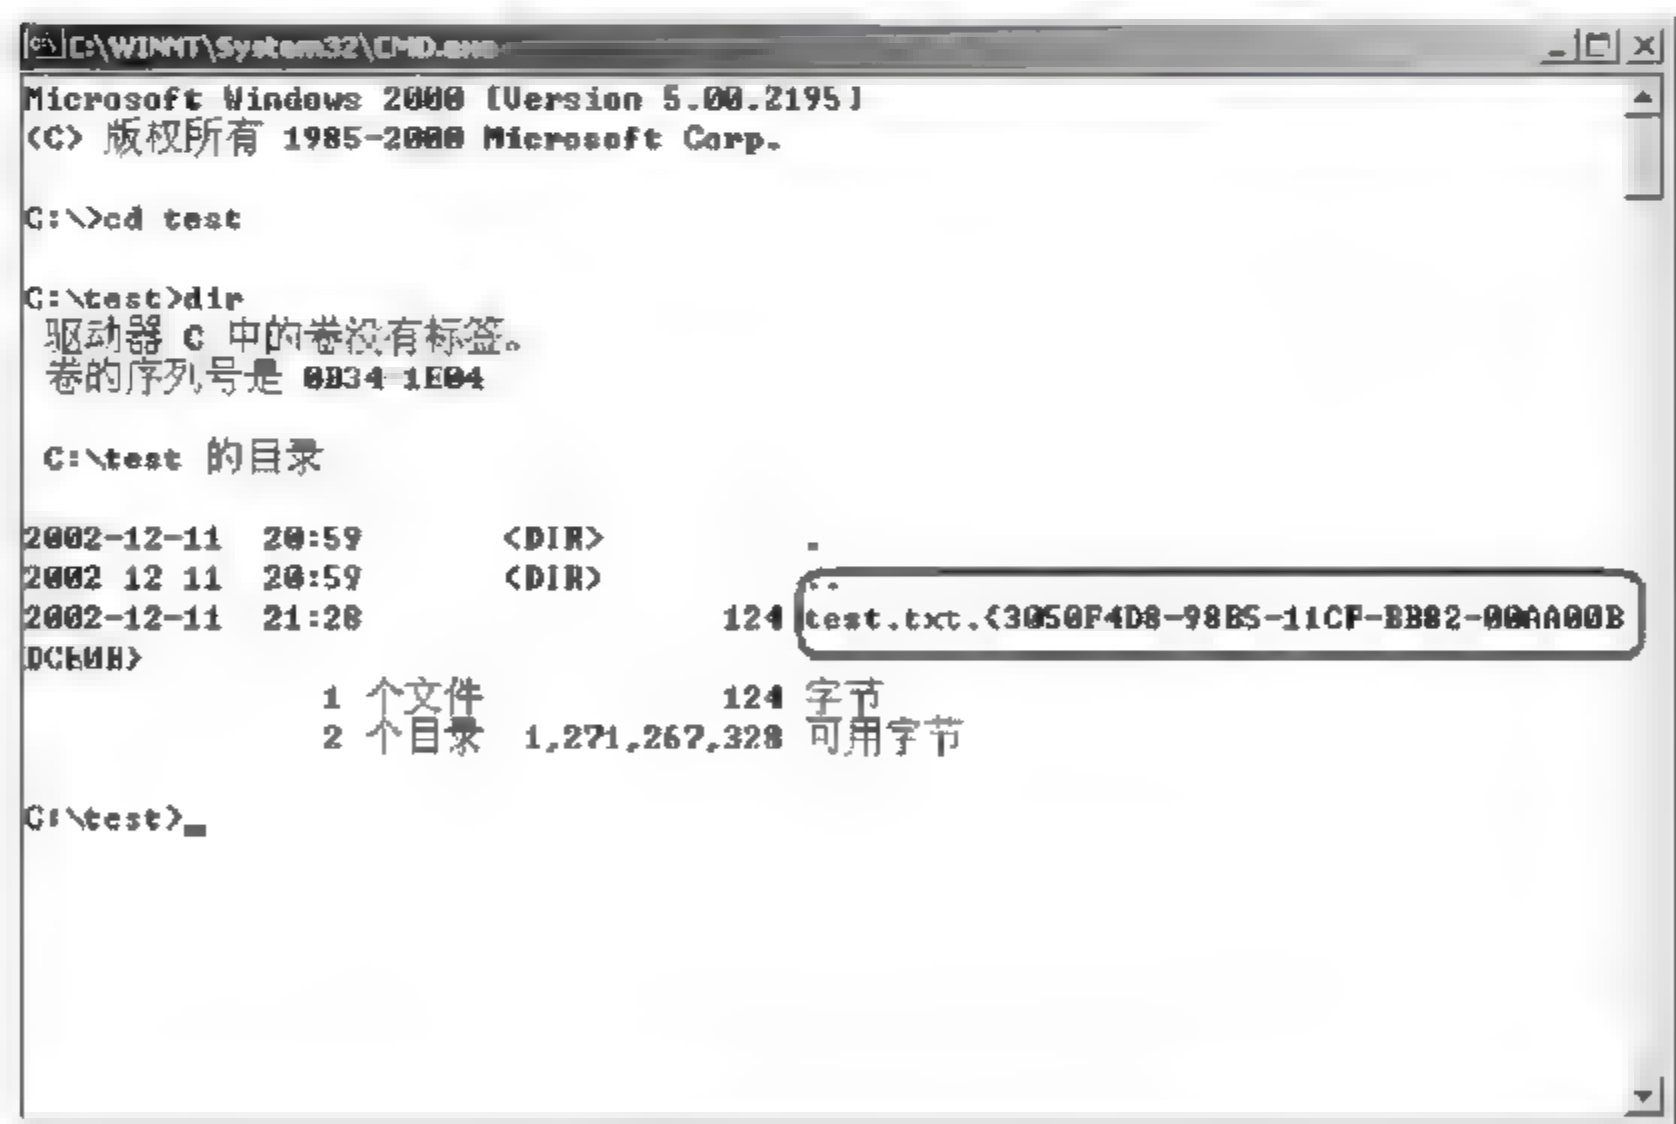 C:\WINNT\System32\CMD.exe
Microsoft Windows 2000 [Version 5.00.2195]
(C) 版权所有 1985-2000 Microsoft Corp.
C:\>cd test
C:\test>dir
驱动器 C 中的卷没有标签。
卷的序列号是 0D34-1E04
C:\test 的目录
2002-12-11 20:59 <DIR> .
2002-12-11 20:59 <DIR> ..
2002-12-11 21:28 124 test.txt.{3050F4D8-98B5-11CF-BB82-00AA00B
DCE0B}
1 个文件 124 字节
2 个目录 1,271,267,328 可用字节
C:\test>_